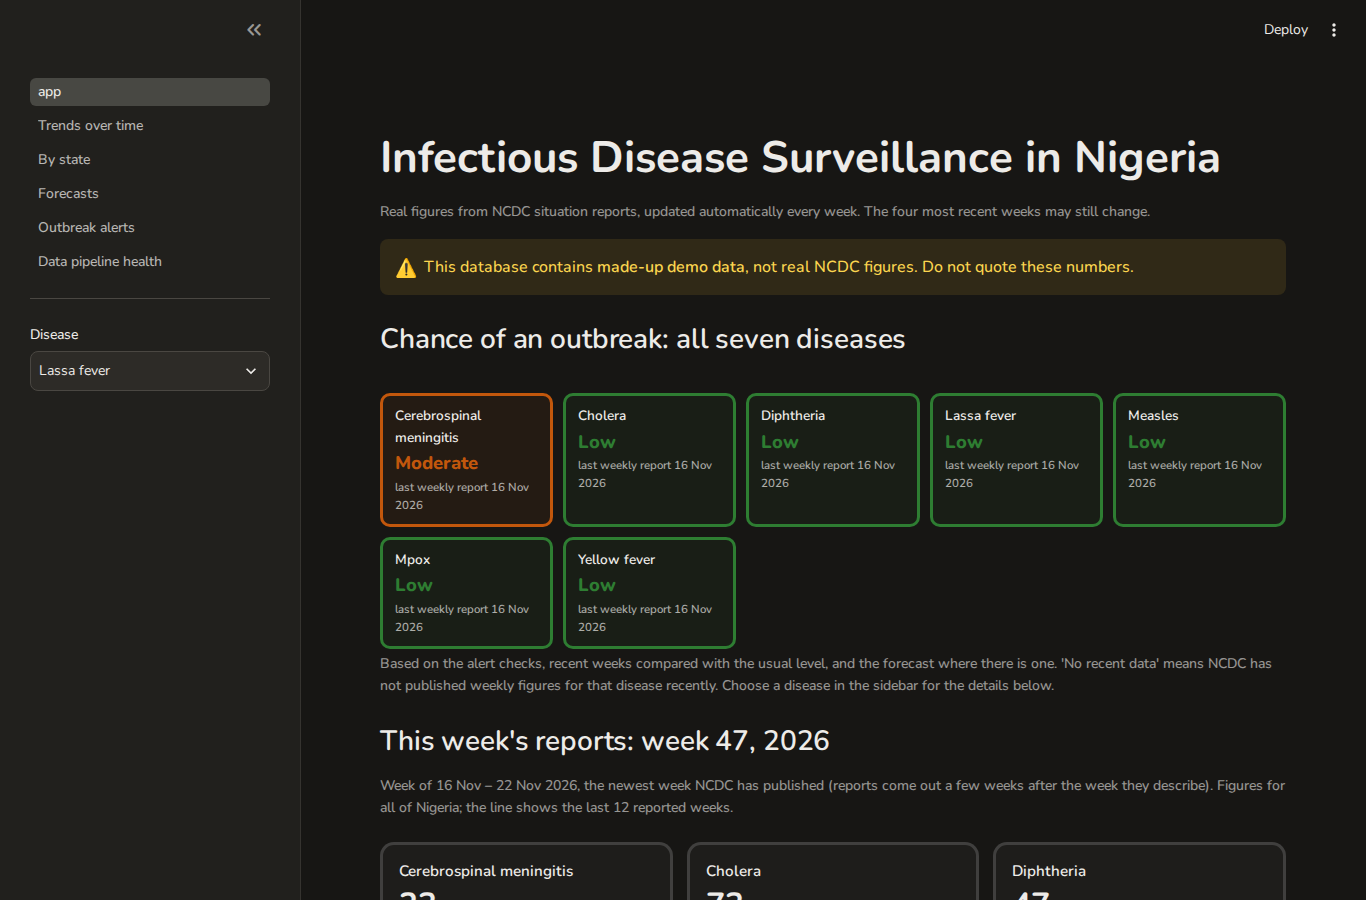 Deploy
app
Trends over time
By state
Forecasts
Outbreak alerts
Data pipeline health
Disease
Lassa fever
Infectious Disease Surveillance in Nigeria
Real figures from NCDC situation reports, updated automatically every week. The four most recent weeks may still change.
⚠️ This database contains made-up demo data, not real NCDC figures. Do not quote these numbers.
Chance of an outbreak: all seven diseases
Cerebrospinal
meningitis
Moderate
last weekly report 16 Nov
2026
Cholera
Low
last weekly report 16 Nov
2026
Diphtheria
Low
last weekly report 16 Nov
2026
Lassa fever
Low
last weekly report 16 Nov
2026
Measles
Low
last weekly report 16 Nov
2026
Mpox
Low
last weekly report 16 Nov
2026
Yellow fever
Low
last weekly report 16 Nov
2026
Based on the alert checks, recent weeks compared with the usual level, and the forecast where there is one. 'No recent data' means NCDC has
not published weekly figures for that disease recently. Choose a disease in the sidebar for the details below.
This week's reports: week 47, 2026
Week of 16 Nov – 22 Nov 2026, the newest week NCDC has published (reports come out a few weeks after the week they describe). Figures for
all of Nigeria; the line shows the last 12 reported weeks.
Cerebrospinal meningitis
Cholera
Diphtheria